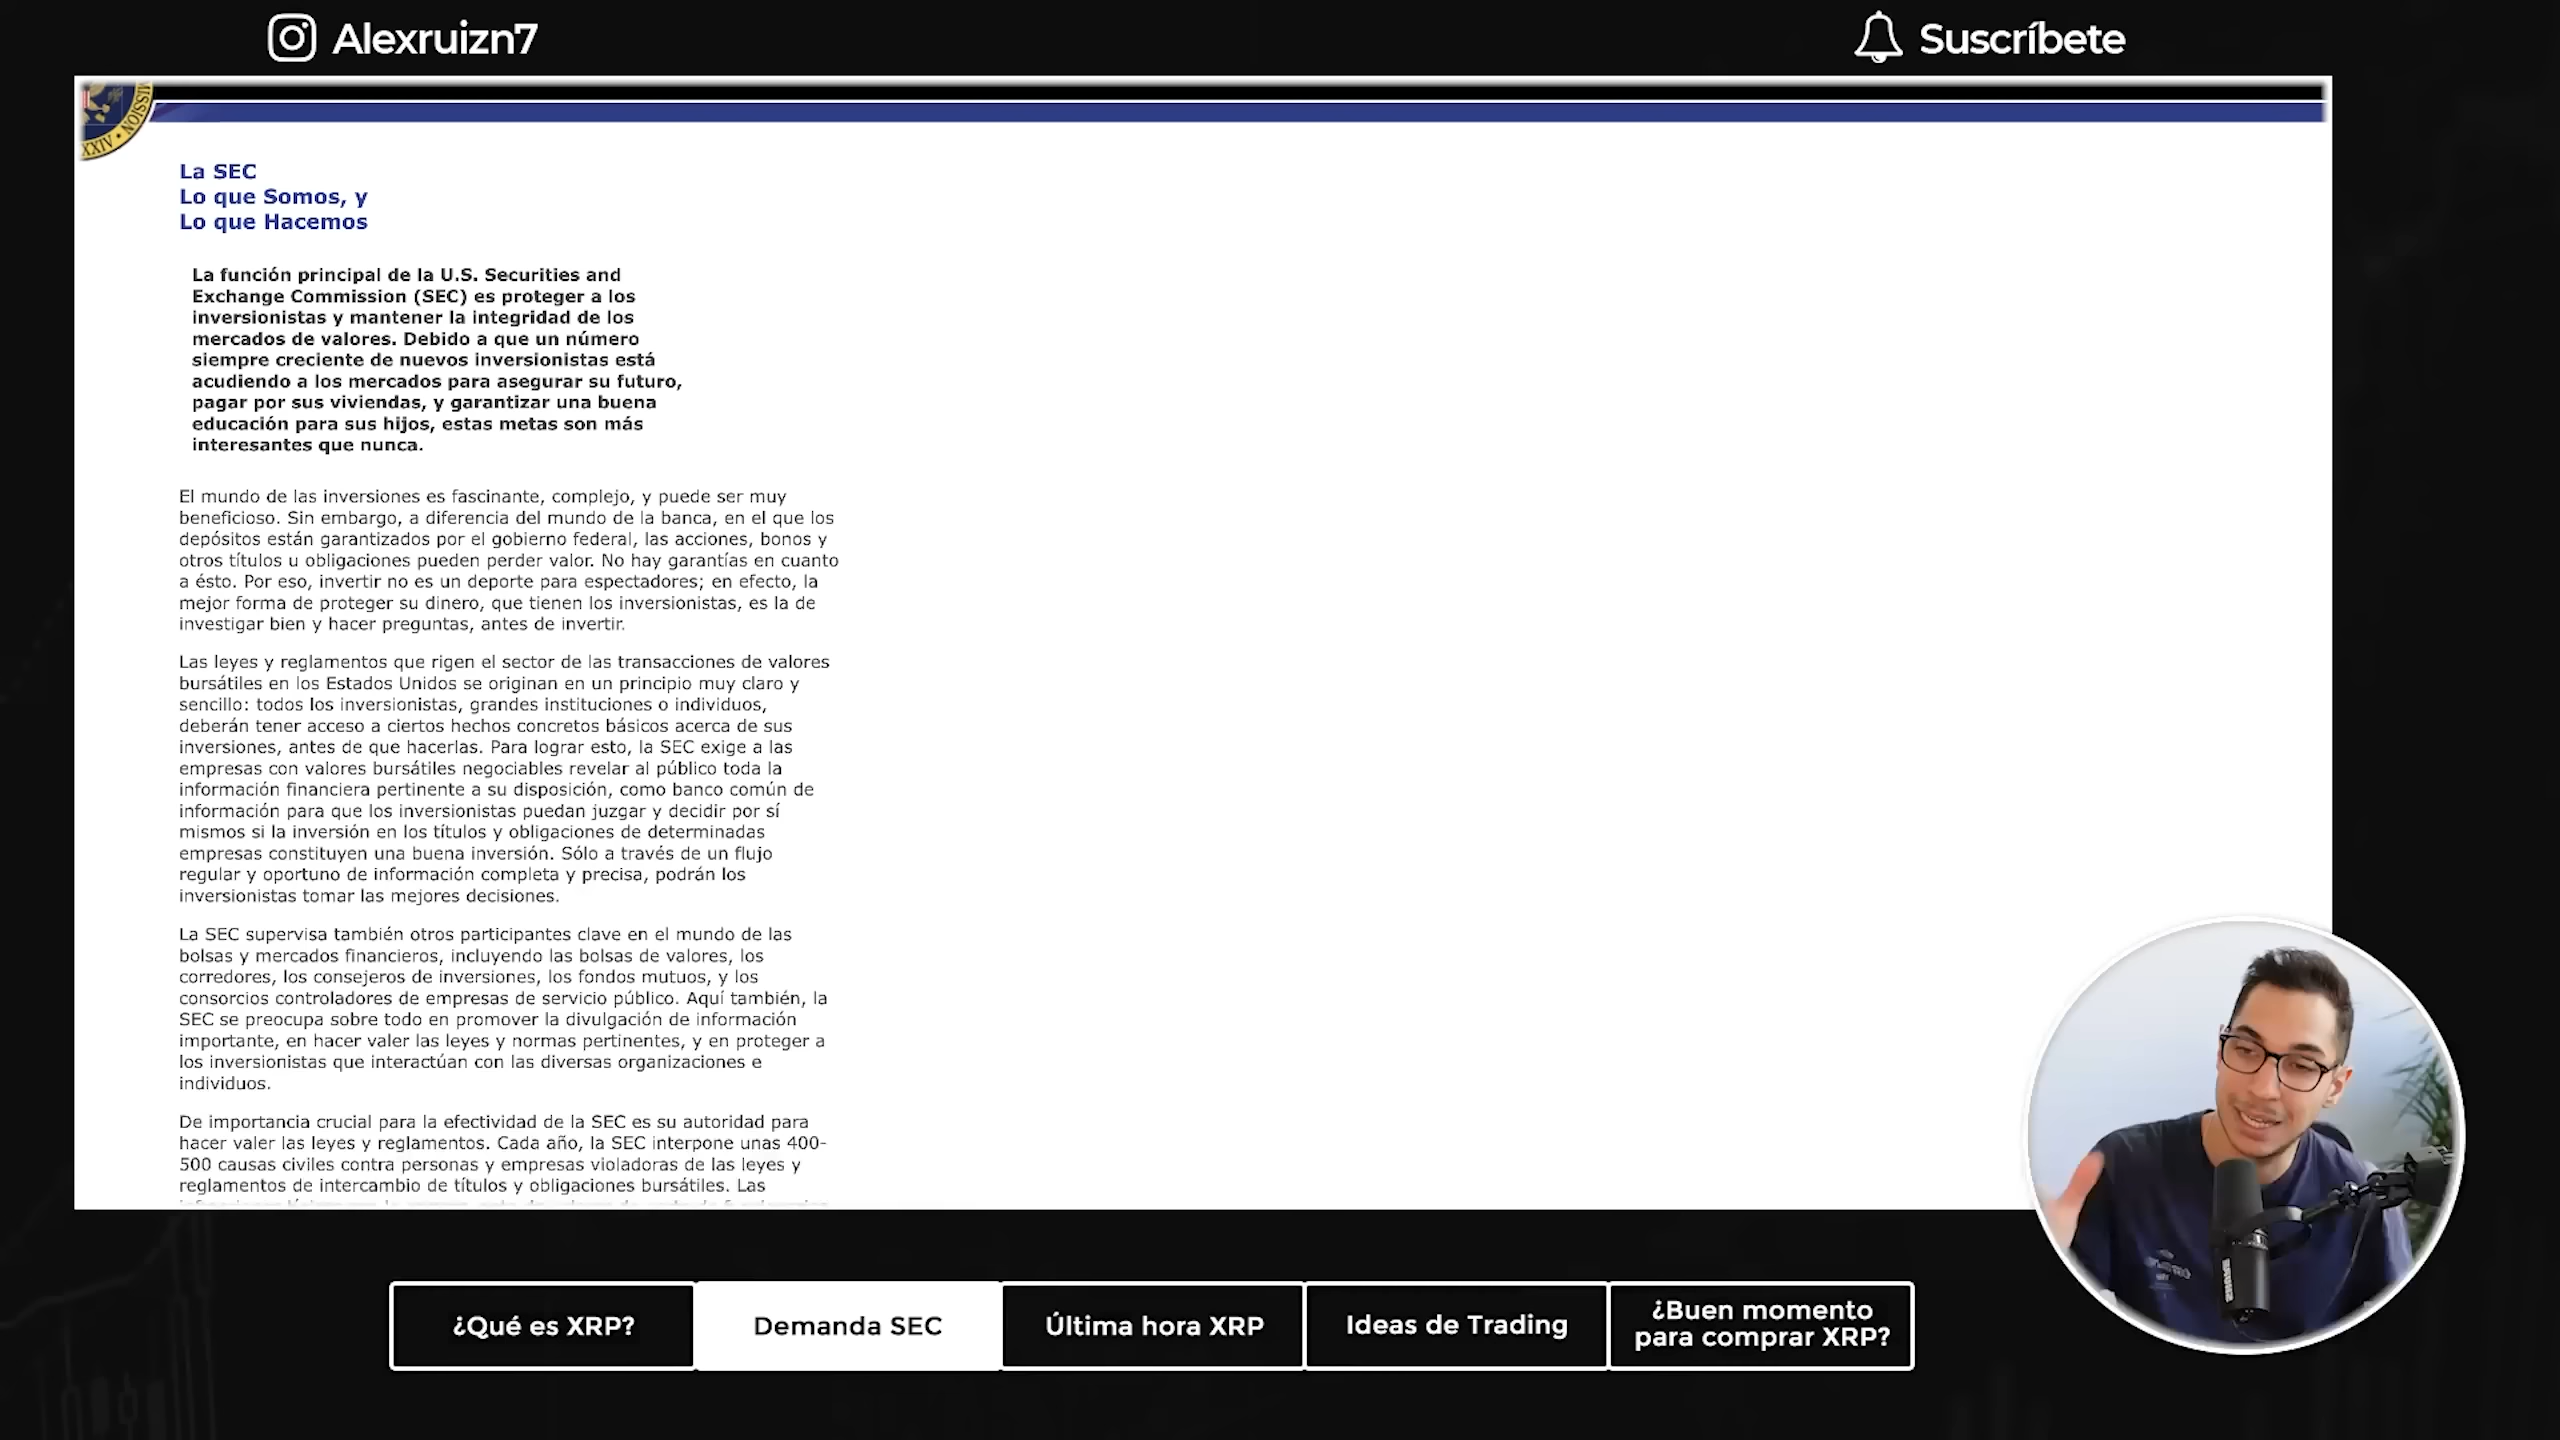 Alexruizn7
Suscríbete
MISSION • XXIV
La SEC
Lo que Somos, y
Lo que Hacemos
La función principal de la U.S. Securities and
Exchange Commission (SEC) es proteger a los
inversionistas y mantener la integridad de los
mercados de valores. Debido a que un número
siempre creciente de nuevos inversionistas está
acudiendo a los mercados para asegurar su futuro,
pagar por sus viviendas, y garantizar una buena
educación para sus hijos, estas metas son más
interesantes que nunca.
El mundo de las inversiones es fascinante, complejo, y puede ser muy
beneficioso. Sin embargo, a diferencia del mundo de la banca, en el que los
depósitos están garantizados por el gobierno federal, las acciones, bonos y
otros títulos u obligaciones pueden perder valor. No hay garantías en cuanto
a ésto. Por eso, invertir no es un deporte para espectadores; en efecto, la
mejor forma de proteger su dinero, que tienen los inversionistas, es la de
investigar bien y hacer preguntas, antes de invertir.
Las leyes y reglamentos que rigen el sector de las transacciones de valores
bursátiles en los Estados Unidos se originan en un principio muy claro y
sencillo: todos los inversionistas, grandes instituciones o individuos,
deberán tener acceso a ciertos hechos concretos básicos acerca de sus
inversiones, antes de que hacerlas. Para lograr esto, la SEC exige a las
empresas con valores bursátiles negociables revelar al público toda la
información financiera pertinente a su disposición, como banco común de
información para que los inversionistas puedan juzgar y decidir por sí
mismos si la inversión en los títulos y obligaciones de determinadas
empresas constituyen una buena inversión. Sólo a través de un flujo
regular y oportuno de información completa y precisa, podrán los
inversionistas tomar las mejores decisiones.
La SEC supervisa también otros participantes clave en el mundo de las
bolsas y mercados financieros, incluyendo las bolsas de valores, los
corredores, los consejeros de inversiones, los fondos mutuos, y los
consorcios controladores de empresas de servicio público. Aquí también, la
SEC se preocupa sobre todo en promover la divulgación de información
importante, en hacer valer las leyes y normas pertinentes, y en proteger a
los inversionistas que interactúan con las diversas organizaciones e
individuos.
De importancia crucial para la efectividad de la SEC es su autoridad para
hacer valer las leyes y reglamentos. Cada año, la SEC interpone unas 400-
500 causas civiles contra personas y empresas violadoras de las leyes y
reglamentos de intercambio de títulos y obligaciones bursátiles. Las
¿Qué es XRP?
Demanda SEC
Última hora XRP
Ideas de Trading
¿Buen momento
para comprar XRP?